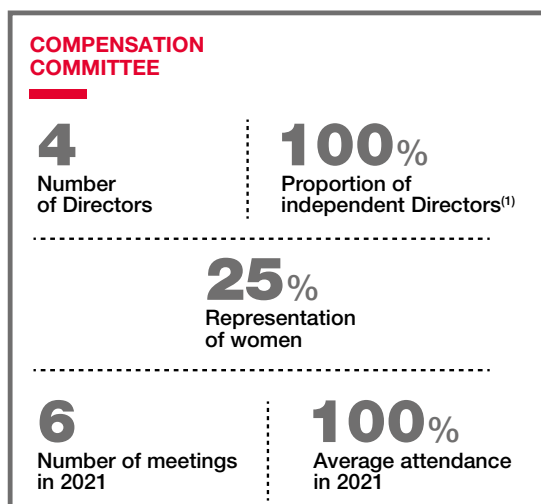 COMPENSATION
COMMITTEE
4
Number
of Directors
100%
Proportion of
independent Directors(1)
25%
Representation
of women
6
Number of meetings
in 2021
100%
Average attendance
in 2021